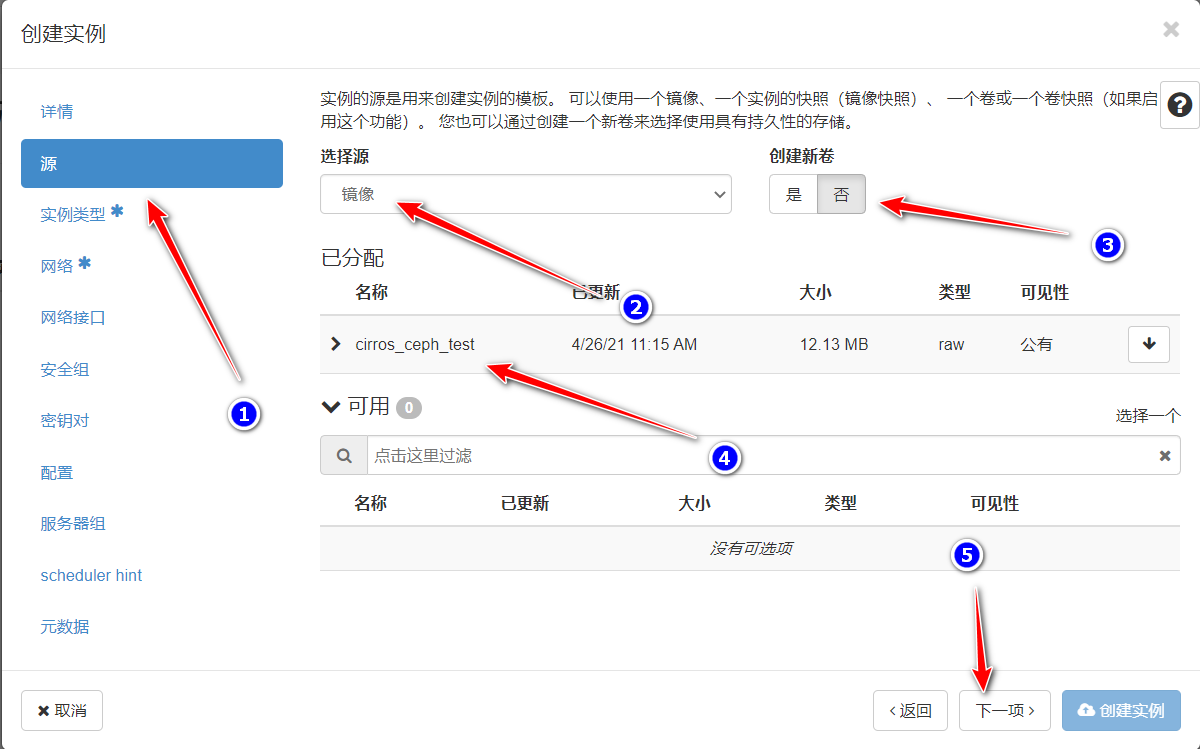 创建实例
详情
源
实例类型 *
网络 *
网络接口
安全组
密钥对
配置
服务器组
scheduler hint
元数据
实例的源是用来创建实例的模板。 可以使用一个镜像、一个实例的快照（镜像快照）、 一个卷或一个卷快照（如果启
用这个功能）。 您也可以通过创建一个新卷来选择使用具有持久性的存储。
选择源 创建新卷
镜像 是 否
已分配
名称 已更新 大小 类型 可见性
cirros_ceph_test 4/26/21 11:15 AM 12.13 MB raw 公有
可用 0 选择一个
点击这里过滤
名称 已更新 大小 类型 可见性
没有可选项
1
2
3
4
5
取消 ‹返回 下一项› 创建实例